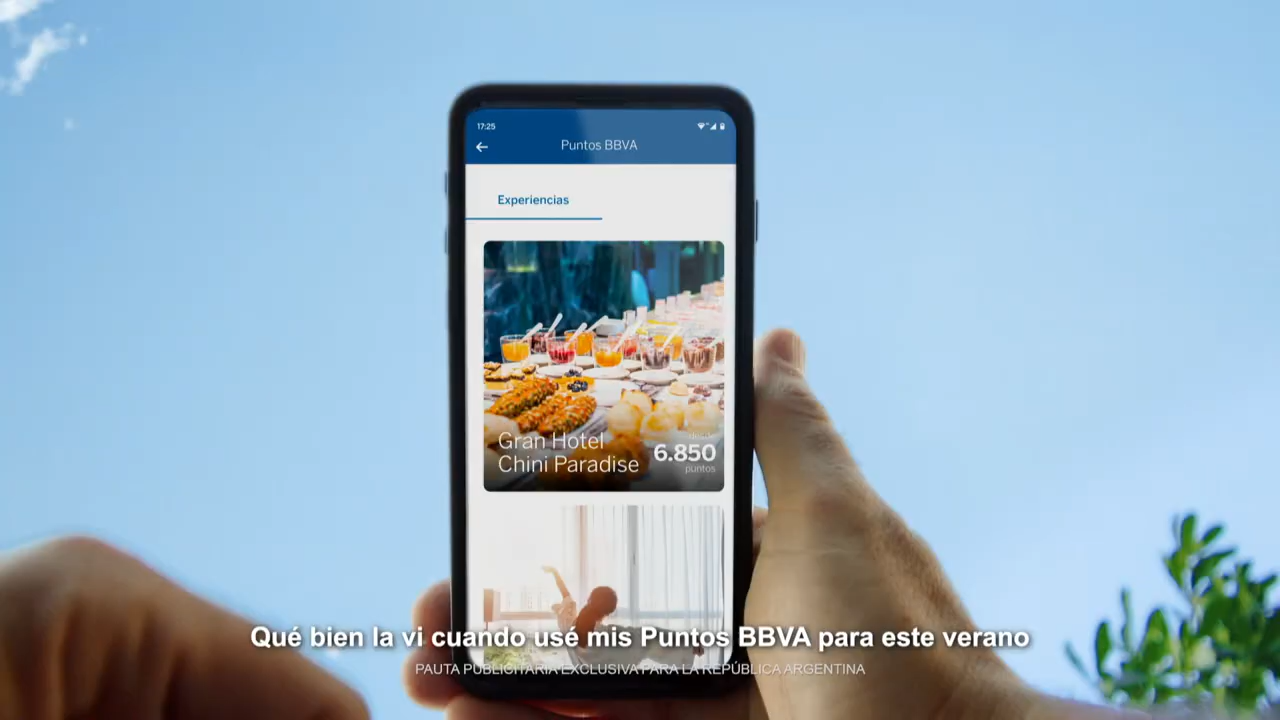 17:25
Puntos BBVA
Experiencias
Gran Hotel
Chini Paradise
desde
6.850
puntos
Qué bien la vi cuando usé mis Puntos BBVA para este verano
PAUTA PUBLICITARIA EXCLUSIVA PARA LA REPÚBLICA ARGENTINA